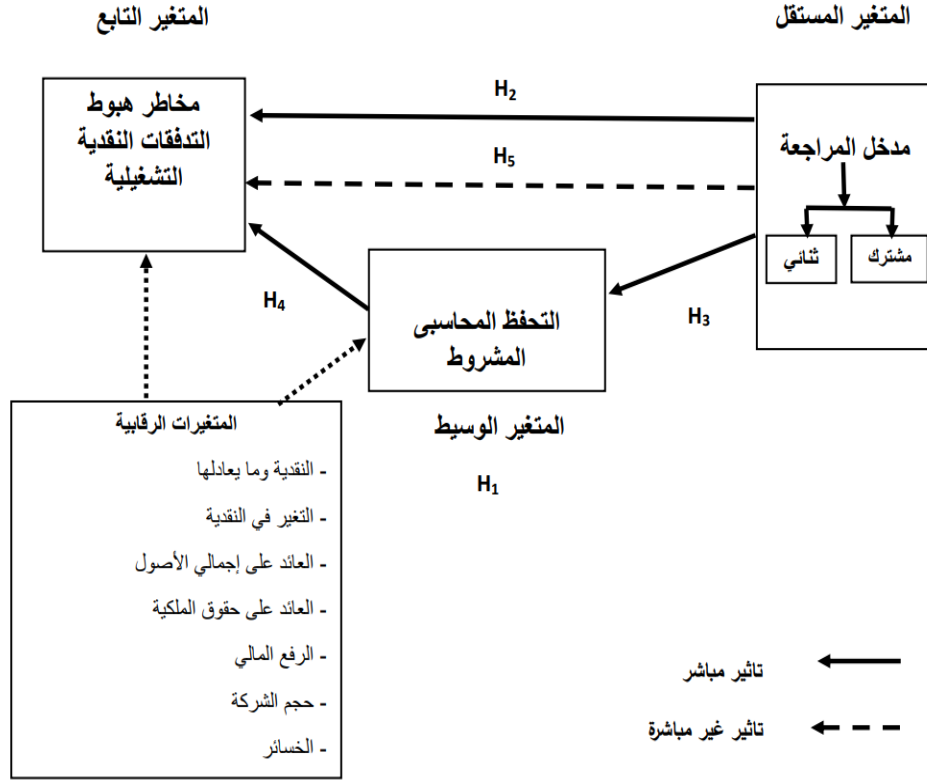 المتغير المستقل
المتغير التابع
مدخل المراجعة
مشترك
ثنائي
مخاطر هبوط
التدفقات النقدية
التشغيلية
H2
H5
H3
H4
التحفظ المحاسبى
المشروط
المتغير الوسيط
H1
المتغيرات الرقابية
- النقدية وما يعادلها
- التغير في النقدية
- العائد على إجمالي الأصول
- العائد على حقوق الملكية
- الرفع المالي
- حجم الشركة
- الخسائر
تاثير مباشر
تاثير غير مباشرة